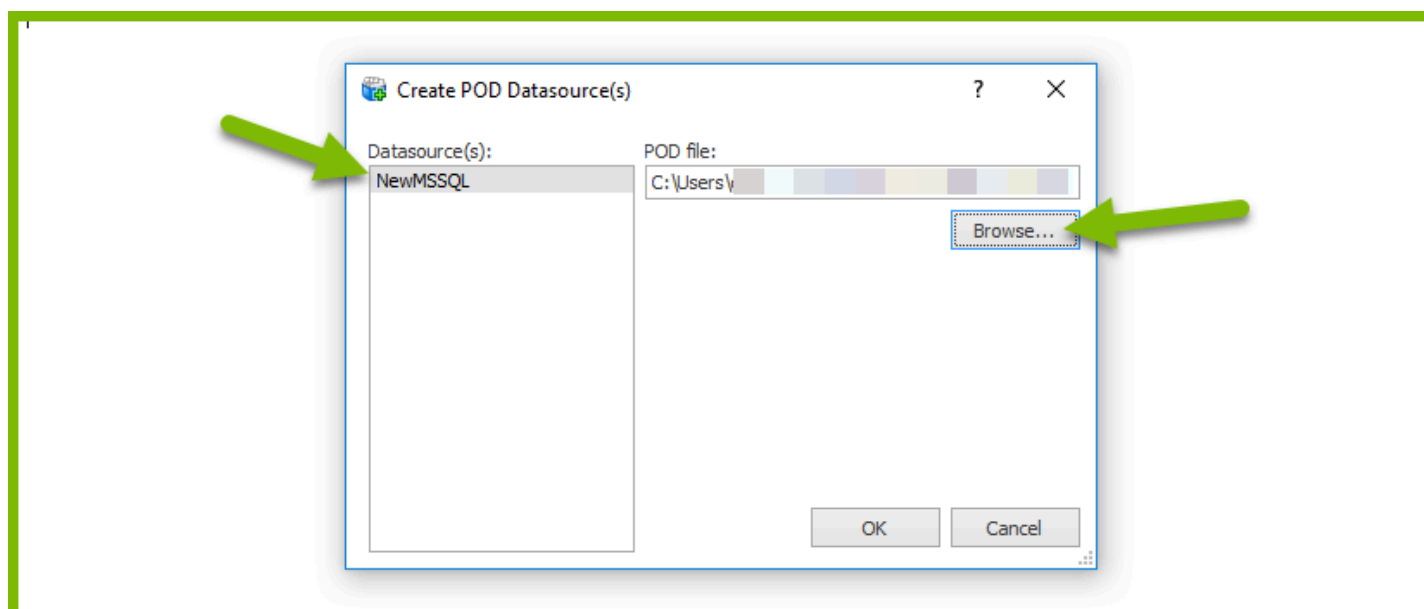 Create POD Datasource(s)
?
Datasource(s):
POD file:
NewMSSQL
C:\Users\
Browse...
OK
Cancel